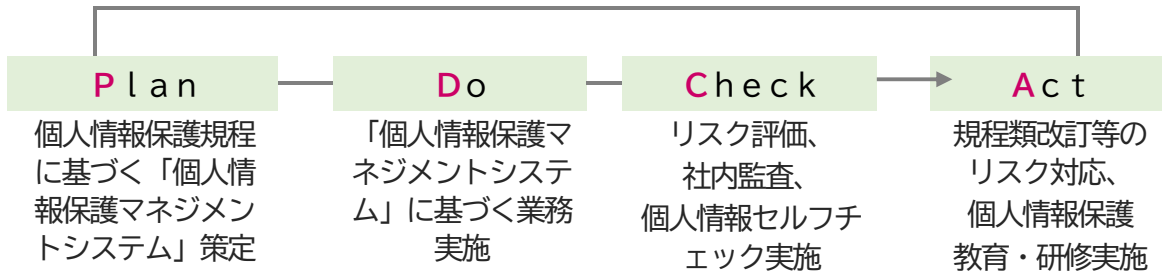 Plan
個人情報保護規程
に基づく「個人情
報保護マネジメン
トシステム」策定
Do
「個人情報保護マ
ネジメントシステ
ム」に基づく業務
実施
Check
リスク評価、
社内監査、
個人情報セルフチ
ェック実施
Act
規程類改訂等の
リスク対応、
個人情報保護
教育・研修実施